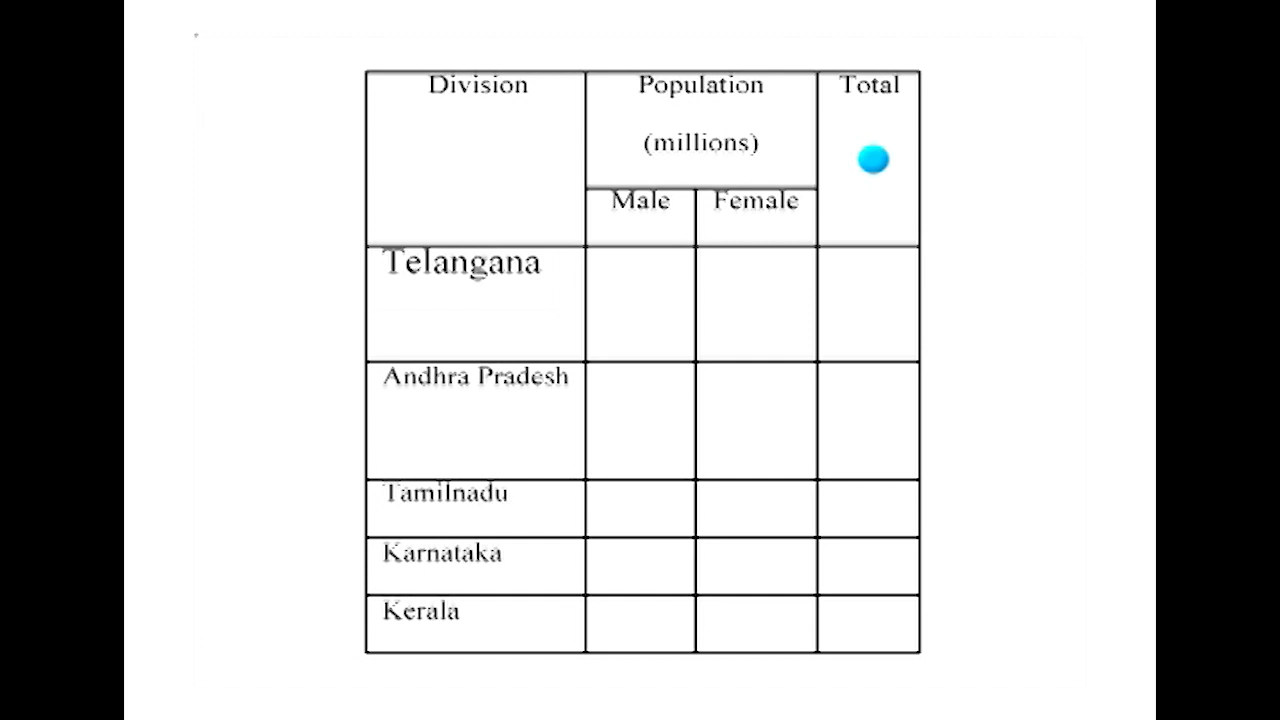 Division Population Total
(millions)
Male Female
Telangana
Andhra Pradesh
Tamilnadu
Karnataka
Kerala